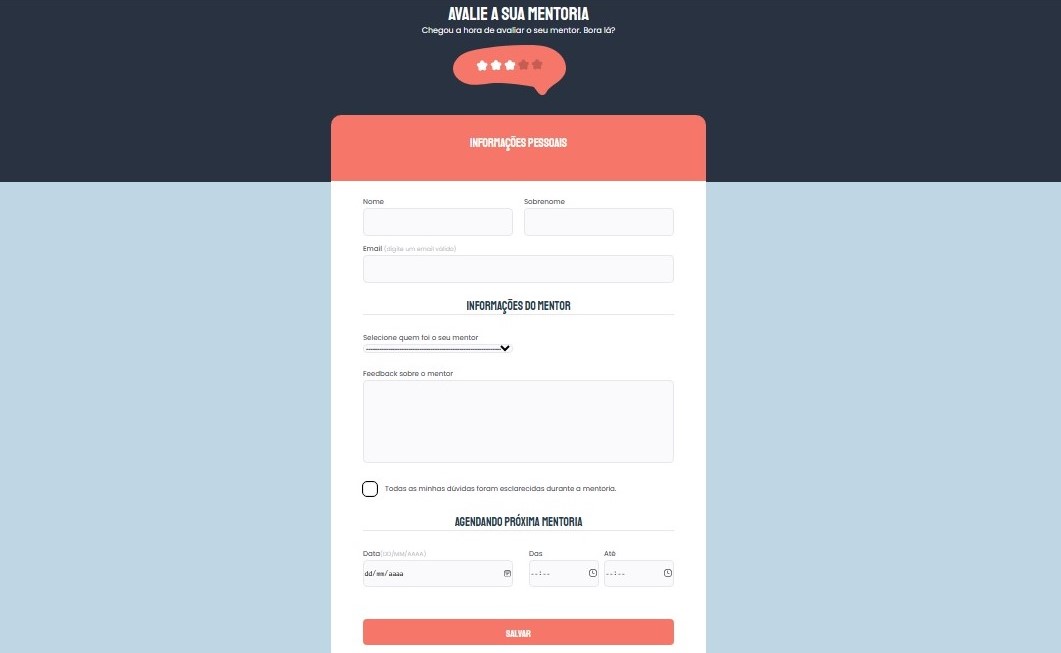 AVALIE A SUA MENTORIA
Chegou a hora de avaliar o seu mentor. Bora lá?
INFORMAÇÕES PESSOAIS
Nome Sobrenome
Email (digite um email válido)
INFORMAÇÕES DO MENTOR
Selecione quem foi o seu mentor
Feedback sobre o mentor
Todas as minhas dúvidas foram esclarecidas durante a mentoria.
AGENDANDO PRÓXIMA MENTORIA
Data(DD/MM/AAAA) Das Até
dd/mm/aaaa --:-- --:--
SALVAR